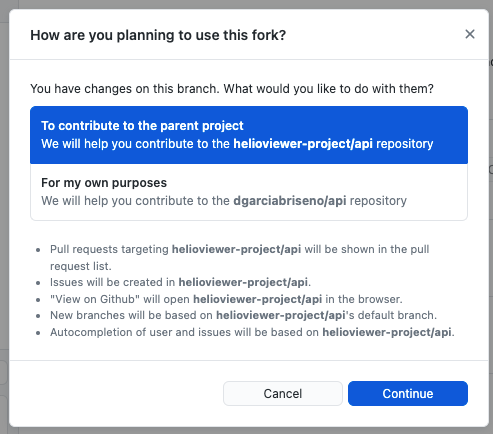 How are you planning to use this fork?
You have changes on this branch. What would you like to do with them?
To contribute to the parent project
We will help you contribute to the helioviewer-project/api repository
For my own purposes
We will help you contribute to the dgarciabriseno/api repository
• Pull requests targeting helioviewer-project/api will be shown in the pull
request list.
• Issues will be created in helioviewer-project/api.
• "View on Github" will open helioviewer-project/api in the browser.
• New branches will be based on helioviewer-project/api's default branch.
• Autocompletion of user and issues will be based on helioviewer-project/api.
Cancel
Continue